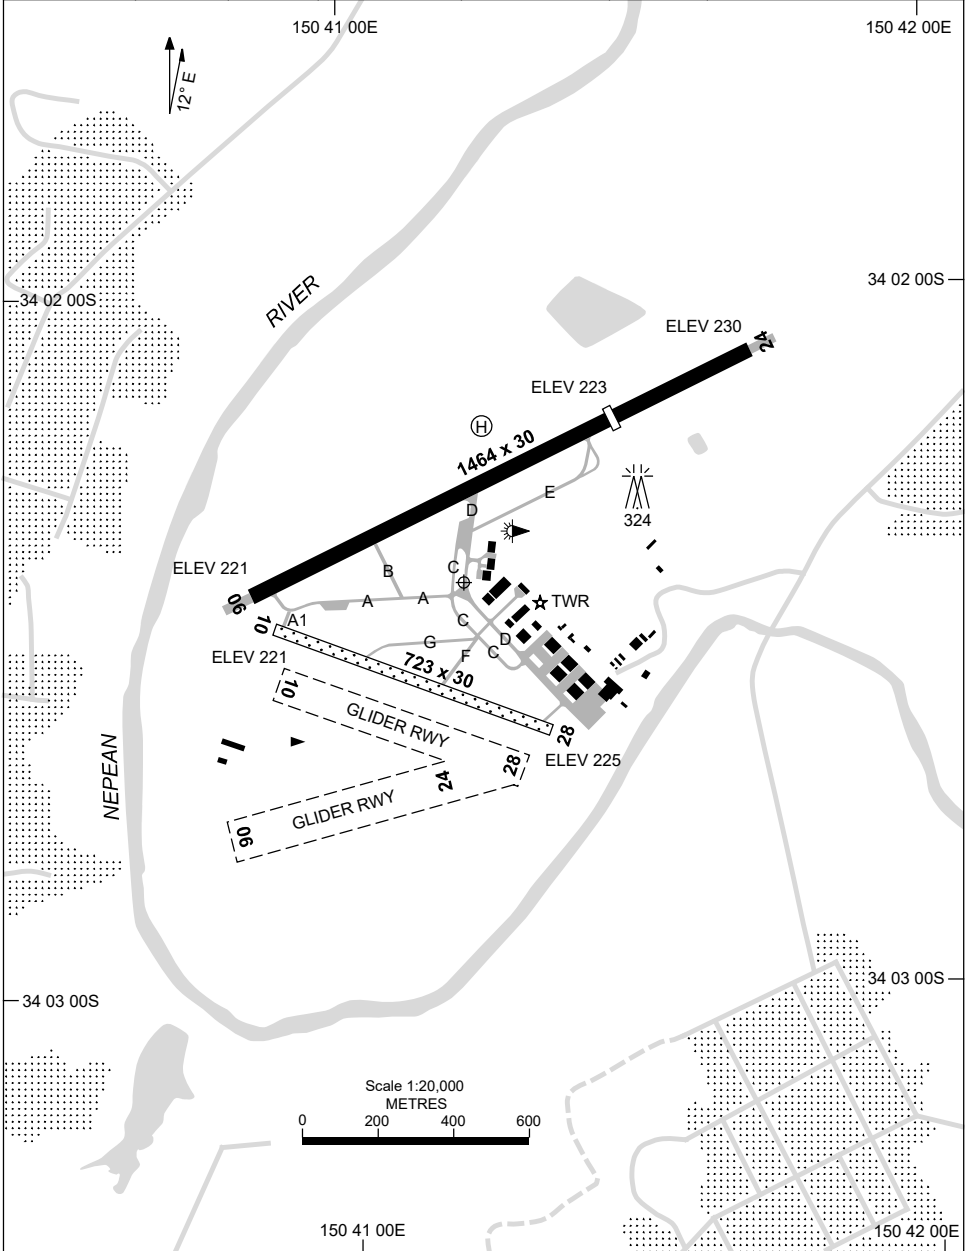 150 41 00E
150 42 00E
12° E
34 02 00S
34 02 00S
RIVER
ELEV 230
24
ELEV 223
H
1464 x 30
E
D
324
ELEV 221
B
C
06
A
A
TWR
10
A1
C
G
D
F
C
ELEV 221
723 x 30
10
GLIDER RWY
28
ELEV 225
28
24
NEPEAN
GLIDER RWY
06
34 03 00S
34 03 00S
Scale 1:20,000
METRES
0 200 400 600
150 41 00E
150 42 00E